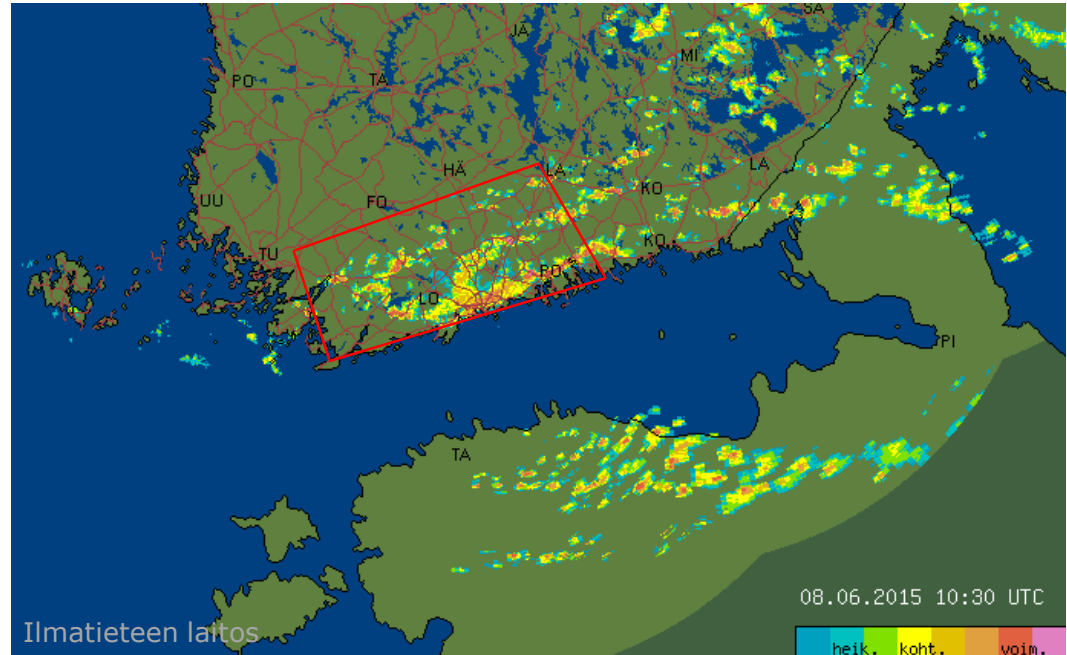 SA
JA
MI
PO
TA
HÄ
LA
LA
KO
FO
UU
KO
TU
PO
LO
PI
TA
08.06.2015 10:30 UTC
Ilmatieteen laitos
heik. koht. voim.